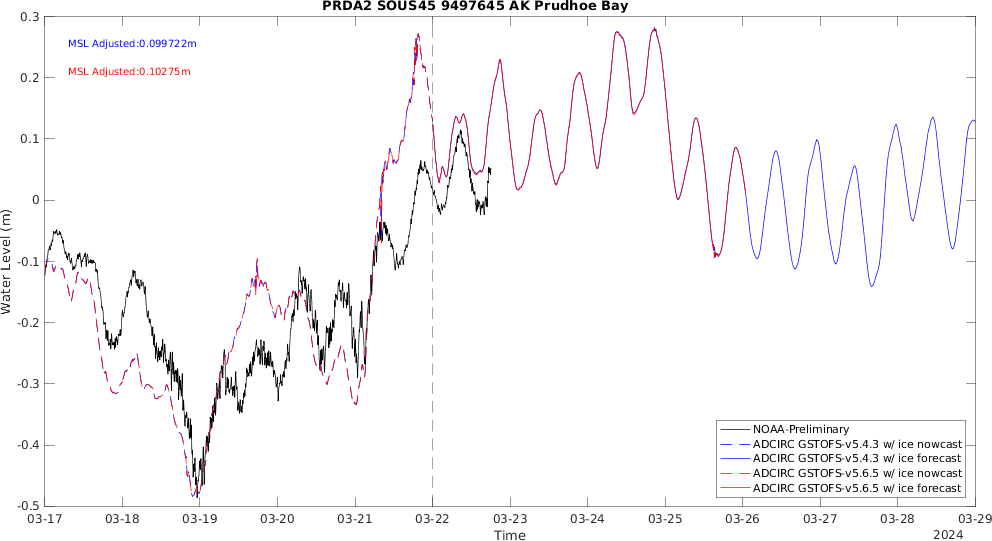 PRDA2 SOUS45 9497645 AK Prudhoe Bay
MSL Adjusted:0.099722m
MSL Adjusted:0.10275m
0.3
0.2
0.1
0
-0.1
-0.2
-0.3
-0.4
-0.5
Water Level (m)
NOAA-Preliminary
ADCIRC GSTOFS-v5.4.3 w/ ice nowcast
ADCIRC GSTOFS-v5.4.3 w/ ice forecast
ADCIRC GSTOFS-v5.6.5 w/ ice nowcast
ADCIRC GSTOFS-v5.6.5 w/ ice forecast
03-17 03-18 03-19 03-20 03-21 03-22 03-23 03-24 03-25 03-26 03-27 03-28 03-29
Time
2024